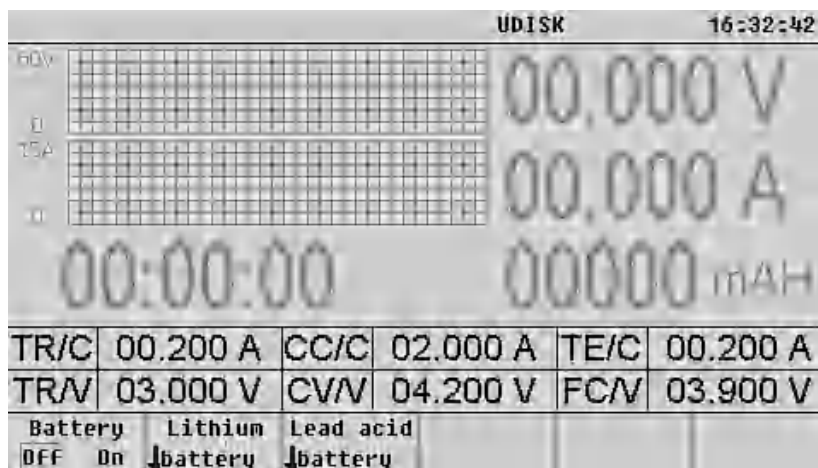 UDISK 16:32:42
60V
00.000 V
0
15A
00.000 A
0
00:00:00 00000 mAH
TR/C 00.200 A CC/C 02.000 A TE/C 00.200 A
TR/V 03.000 V CV/V 04.200 V FC/V 03.900 V
Battery Lithium Lead acid
Off On battery battery